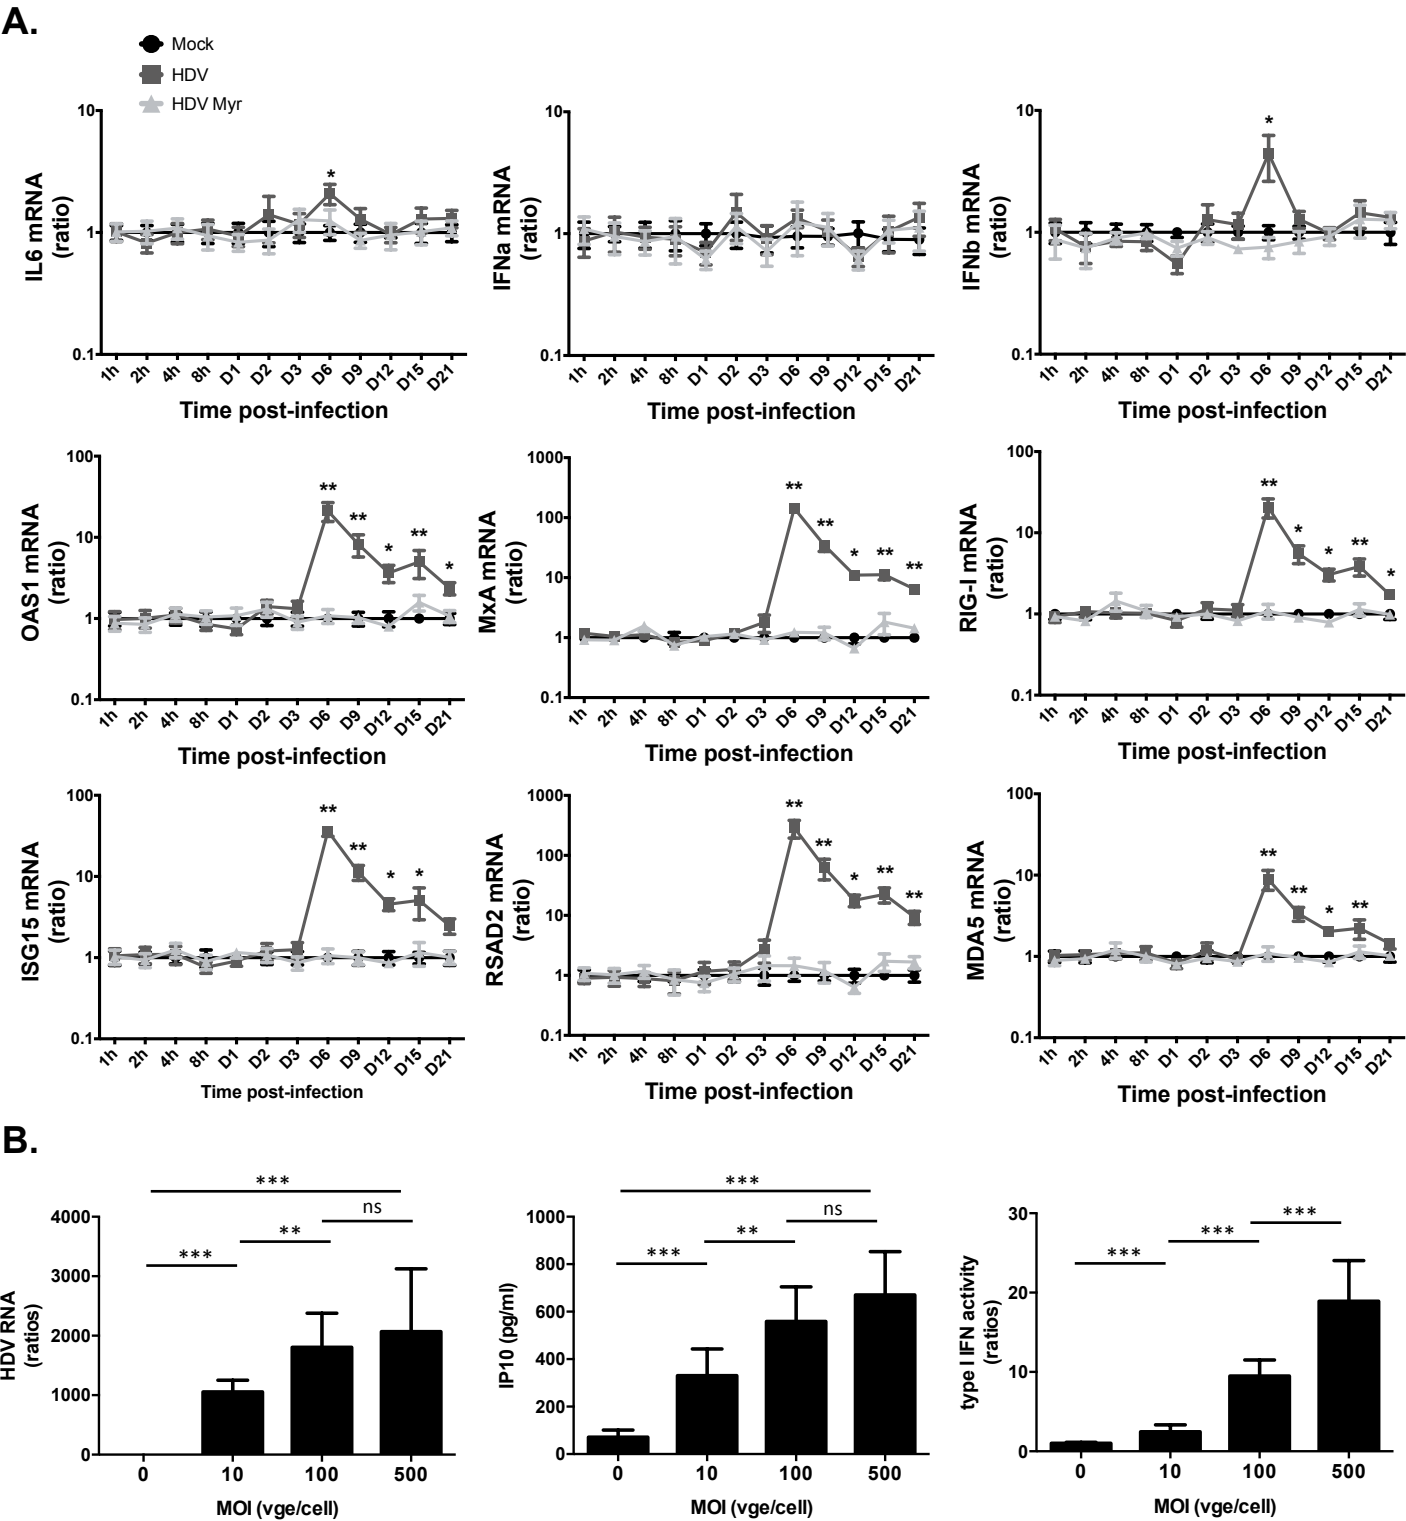 A.
Mock
HDV
HDV Myr
IL6 mRNA
(ratio)
10
*
1
0.1
1h 2h 4h 8h D1 D2 D3 D6 D9 D12 D15 D21
Time post-infection
IFNa mRNA
(ratio)
10
1
0.1
1h 2h 4h 8h D1 D2 D3 D6 D9 D12 D15 D21
Time post-infection
IFNb mRNA
(ratio)
10
*
1
0.1
1h 2h 4h 8h D1 D2 D3 D6 D9 D12 D15 D21
Time post-infection
OAS1 mRNA
(ratio)
100
** ** * ** *
10
1
0.1
1h 2h 4h 8h D1 D2 D3 D6 D9 D12 D15 D21
Time post-infection
MxA mRNA
(ratio)
1000
** ** * ** **
100
10
1
0.1
1h 2h 4h 8h D1 D2 D3 D6 D9 D12 D15 D21
Time post-infection
RIG-I mRNA
(ratio)
100
** * * ** *
10
1
0.1
1h 2h 4h 8h D1 D2 D3 D6 D9 D12 D15 D21
Time post-infection
ISG15 mRNA
(ratio)
100
** ** * *
10
1
0.1
1h 2h 4h 8h D1 D2 D3 D6 D9 D12 D15 D21
Time post-infection
RSAD2 mRNA
(ratio)
1000
** ** * ** **
100
10
1
0.1
1h 2h 4h 8h D1 D2 D3 D6 D9 D12 D15 D21
Time post-infection
MDA5 mRNA
(ratio)
100
** ** * **
10
1
0.1
1h 2h 4h 8h D1 D2 D3 D6 D9 D12 D15 D21
Time post-infection
B.
HDV RNA
(ratios)
***
ns
**
***
4000
3000
2000
1000
0
0 10 100 500
MOI (vge/cell)
IP10 (pg/ml)
***
ns
**
***
1000
800
600
400
200
0
0 10 100 500
MOI (vge/cell)
type I IFN activity
(ratios)
***
***
***
30
20
10
0
0 10 100 500
MOI (vge/cell)